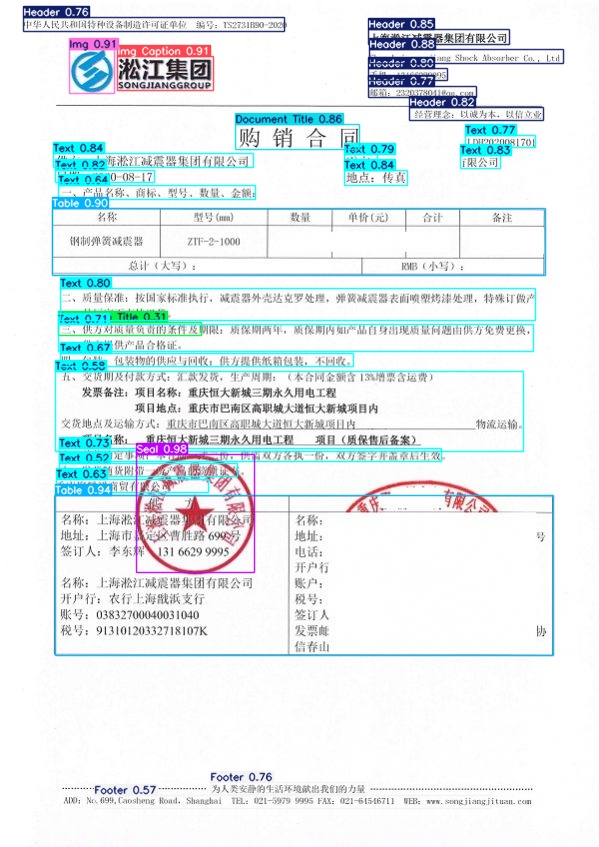 Header 0.76
中华人民共和国特种设备制造许可证单位 编号：TS2731B90-2020
Header 0.85
上海淞江减震器集团有限公司
Header 0.88
Shock Absorber Co., Ltd
Header 0.80
Header 0.77
邮箱：2320378041@qq.com
Header 0.82
经营理念：以诚为本，以信立业
Img 0.91
Img Caption 0.91
淞江集团
SONGJIANGGROUP
Document Title 0.86
购销合同
Text 0.77
LDH2020081701
Text 0.84
上海淞江减震器集团有限公司
Text 0.79
Text 0.83
有限公司
Text 0.82
20-08-17
Text 0.84
地点：传真
Text 0.64
一、产品名称、商标、型号、数量、金额：
Table 0.90
名称 型号(mm) 数量 单价(元) 合计 备注
钢制弹簧减震器 ZTF-2-1000
总计（大写）： RMB（小写）：
Text 0.80
二、质量保准：按国家标准执行，减震器外壳达克罗处理，弹簧减震器表面喷塑烤漆处理，特殊订做产
Text 0.71
Title 0.31
三、供方对质量负责的条件及期限：质保期两年，质保期内如产品自身出现质量问题由供方免费更换，
提供产品合格证。
Text 0.67
包装物的供应与回收：供方提供纸箱包装，不回收。
Text 0.58
五、交货期及付款方式：汇款发货，生产周期：（本合同金额含 13%增票含运费）
发票备注：项目名称：重庆恒大新城三期永久用电工程
项目地点：重庆市巴南区高职城大道恒大新城项目内
交货地点及运输方式：重庆市巴南区高职城大道恒大新城项目内 物流运输。
项目名称： 重庆恒大新城三期永久用电工程 项目（质保售后备案）
Text 0.73
Seal 0.98
份，供需双方各执一份，双方签字并盖章后生效。
Text 0.52
Text 0.63
商贸有限公
Table 0.94
名称：上海淞江减震器集团有限公司
地址：上海市嘉定区曹胜路 699 号
签订人：李东辉 131 6629 9995
名称：上海淞江减震器集团有限公司
开户行：农行上海戬浜支行
账号：03832700040031040
税号：91310120332718107K
名称：
地址： 号
电话：
开户行
账户：
税号：
签订人
发票邮 协
信春山
Footer 0.76
为人类安静的生活环境献出我们的力量
Footer 0.57
ADD: No.699,Caosheng Road, Shanghai TEL: 021-5979 9995 FAX: 021-64546711 WEB: www.songjiangjituan.com